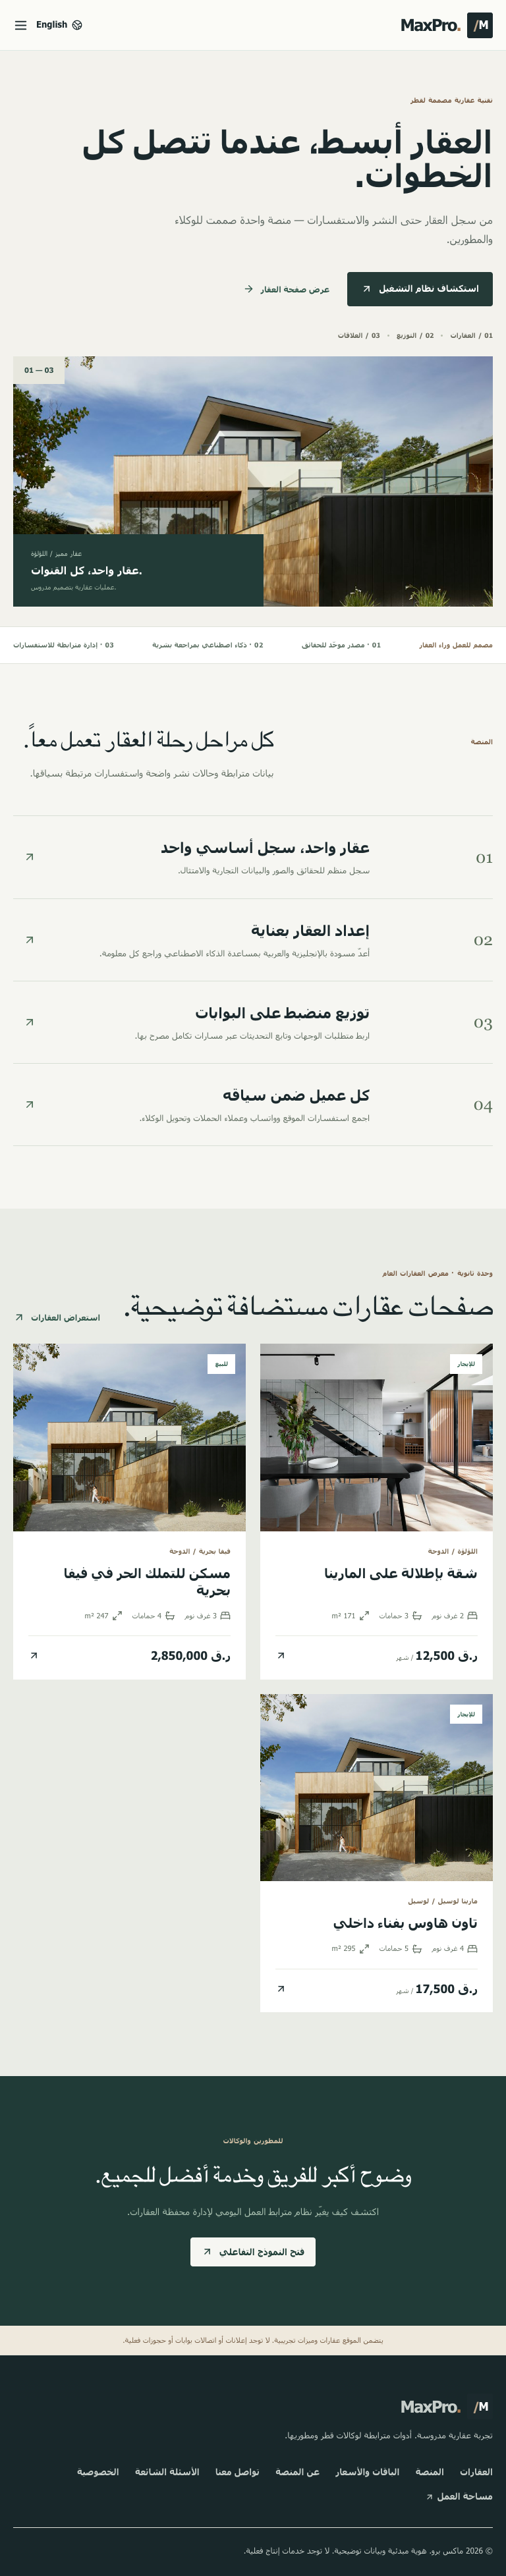 MaxPro.
M/
English
تقنية عقارية مصممة لقطر
العقار أبسط، عندما تتصل كل
الخطوات.
من سجل العقار حتى النشر والاستفسارات — منصة واحدة صممت للوكلاء
والمطورين.
استكشاف نظام التشغيل
عرض صفحة العقار
01 / العقارات • 02 / التوزيع • 03 / العلاقات
01 — 03
عقار مميز / اللؤلؤة
عقار واحد، كل القنوات.
عمليات عقارية بتصميم مدروس.
مصمم للعمل وراء العقار
01 · مصدر موحّد للحقائق
02 · ذكاء اصطناعي بمراجعة بشرية
03 · إدارة مترابطة للاستفسارات
المنصة
كل مراحل رحلة العقار تعمل معاً.
بيانات مترابطة وحالات نشر واضحة واستفسارات مرتبطة بسياقها.
01
عقار واحد، سجل أساسي واحد
سجل منظم للحقائق والصور والبيانات التجارية والامتثال.
02
إعداد العقار بعناية
أعدّ مسودة بالإنجليزية والعربية بمساعدة الذكاء الاصطناعي وراجع كل معلومة.
03
توزيع منضبط على البوابات
اربط متطلبات الوجهات وتابع التحديثات عبر مسارات تكامل مصرح بها.
04
كل عميل ضمن سياقه
اجمع استفسارات الموقع وواتساب وعملاء الحملات وتحويل الوكلاء.
وحدة ثانوية · معرض العقارات العام
صفحات عقارات مستضافة توضيحية.
استعراض العقارات
للإيجار
اللؤلؤة / الدوحة
شقة بإطلالة على المارينا
2 غرف نوم
3 حمامات
171 m²
ر.ق 12,500 / شهر
للبيع
فيفا بحرية / الدوحة
مسكن للتملك الحر في فيفا
بحرية
3 غرف نوم
4 حمامات
247 m²
ر.ق 2,850,000
للإيجار
مارينا لوسيل / لوسيل
تاون هاوس بفناء داخلي
4 غرف نوم
5 حمامات
295 m²
ر.ق 17,500 / شهر
للمطورين والوكالات
وضوح أكبر للفريق وخدمة أفضل للجميع.
اكتشف كيف يغيّر نظام مترابط العمل اليومي لإدارة محفظة العقارات.
فتح النموذج التفاعلي
يتضمن الموقع عقارات وميزات تجريبية. لا توجد إعلانات أو اتصالات بوابات أو حجوزات فعلية.
MaxPro.
M/
تجربة عقارية مدروسة. أدوات مترابطة لوكالات قطر ومطوريها.
العقارات
المنصة
الباقات والأسعار
عن المنصة
تواصل معنا
الأسئلة الشائعة
الخصوصية
مساحة العمل
© 2026 ماكس برو. هوية مبدئية وبيانات توضيحية. لا توجد خدمات إنتاج فعلية.